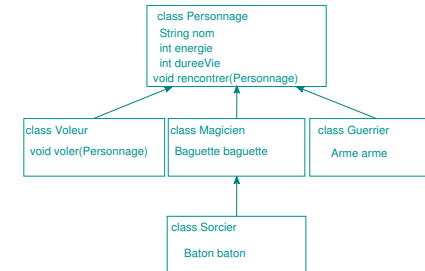 class Personnage
String nom
int energie
int dureeVie
void rencontrer(Personnage)
class Voleur
void voler(Personnage)
class Magicien
Baguette baguette
class Guerrier
Arme arme
class Sorcier
Baton baton